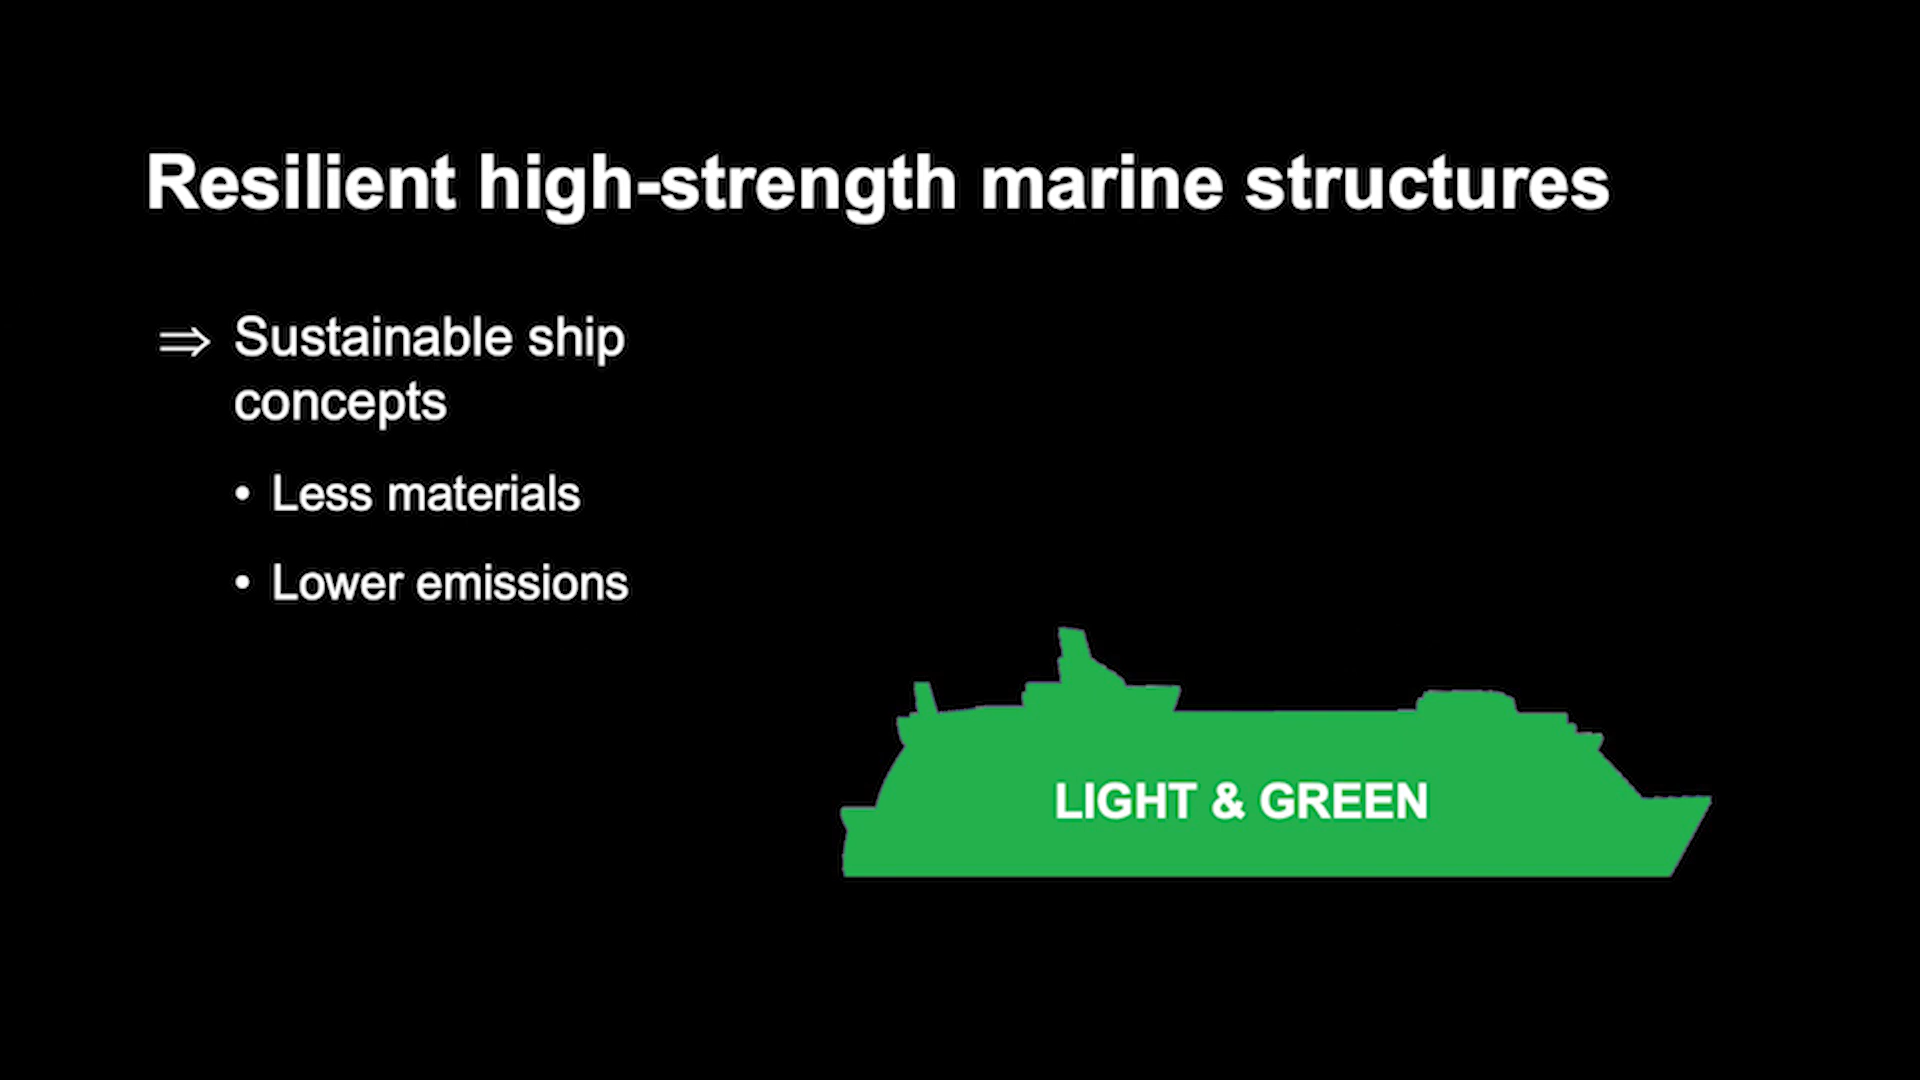 Resilient high-strength marine structures
⇒ Sustainable ship
concepts
• Less materials
• Lower emissions
LIGHT & GREEN